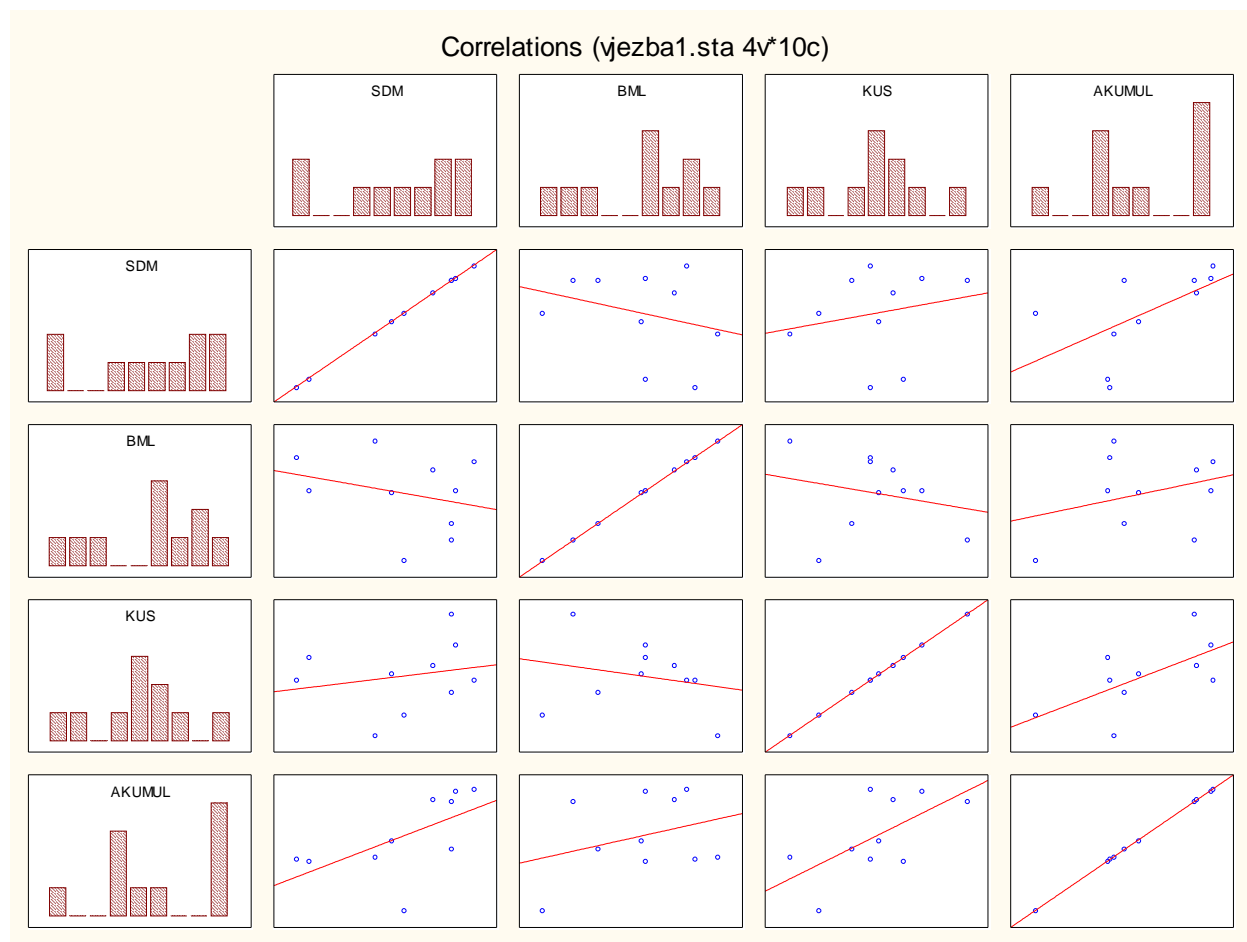 Correlations (vjezba1.sta 4v*10c)
SDM
BML
KUS
AKUMUL
SDM
BML
KUS
AKUMUL